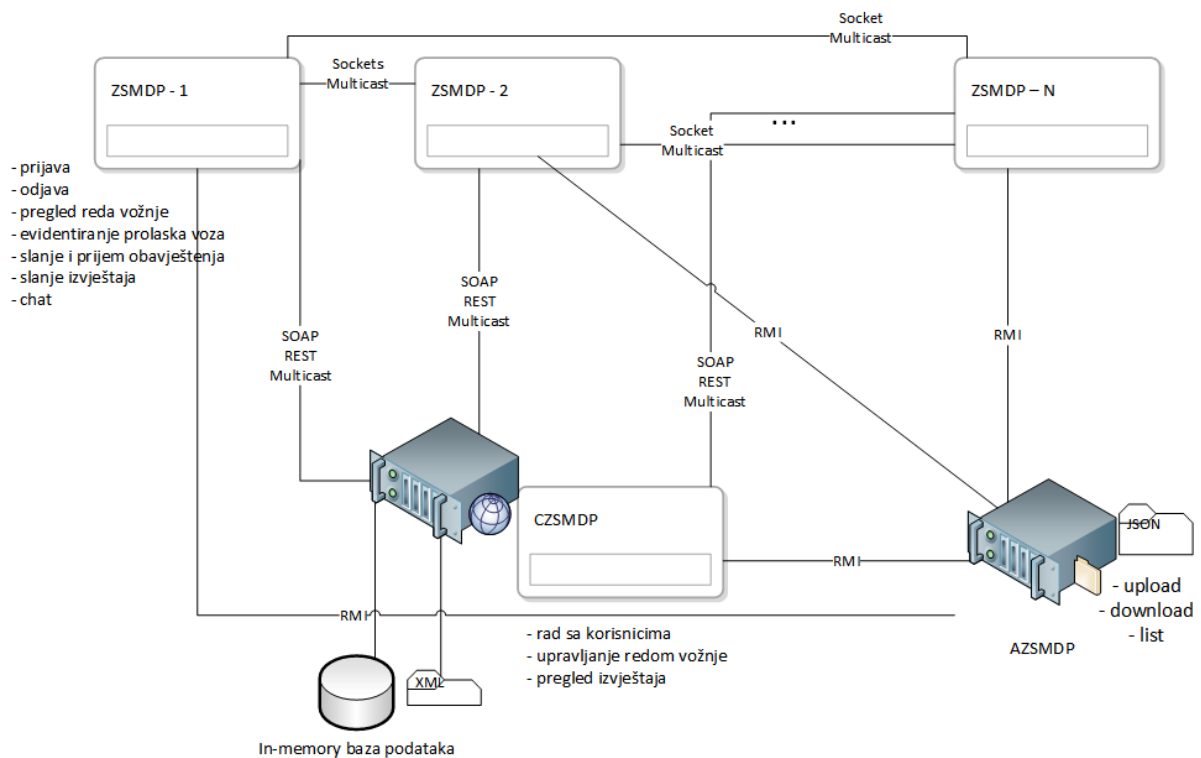 Socket
Multicast
Sockets
Multicast
ZSMDP - 1
ZSMDP - 2
ZSMDP – N
...
Socket
Multicast
- prijava
- odjava
- pregled reda vožnje
- evidentiranje prolaska voza
- slanje i prijem obavještenja
- slanje izvještaja
- chat
SOAP
REST
Multicast
SOAP
REST
Multicast
SOAP
REST
Multicast
RMI
RMI
CZSMDP
JSON
RMI
- upload
- download
- list
RMI
- rad sa korisnicima
- upravljanje redom vožnje
- pregled izvještaja
AZSMDP
XML
In-memory baza podataka